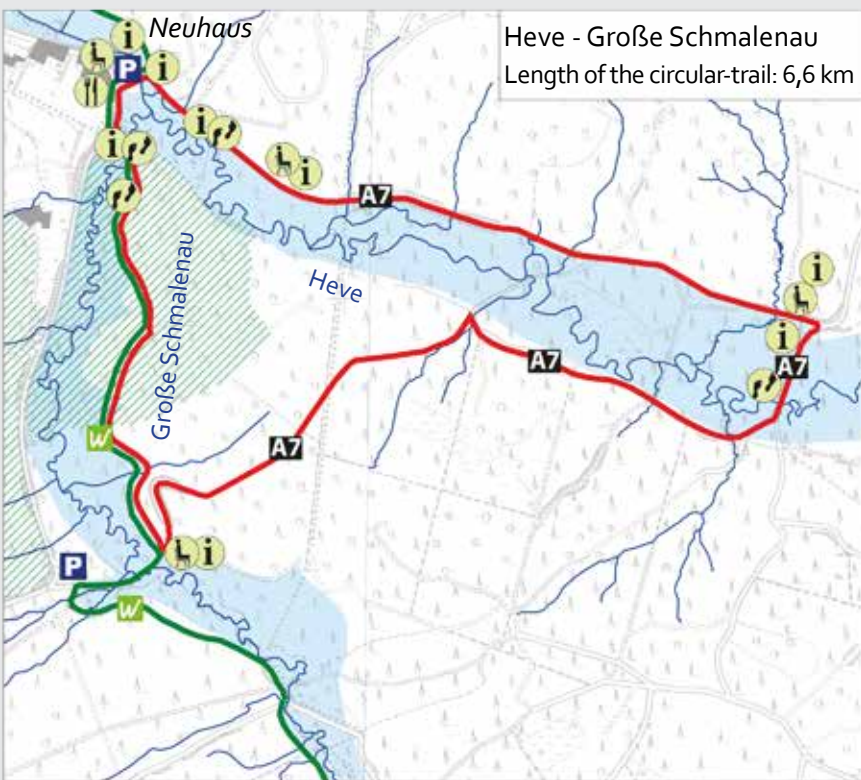 Neuhaus
Heve - Große Schmalenau
Length of the circular-trail: 6,6 km
i
P
i
i
i
i
A7
Große Schmalenau
Heve
i
i
A7
A7
W
A7
i
P
W